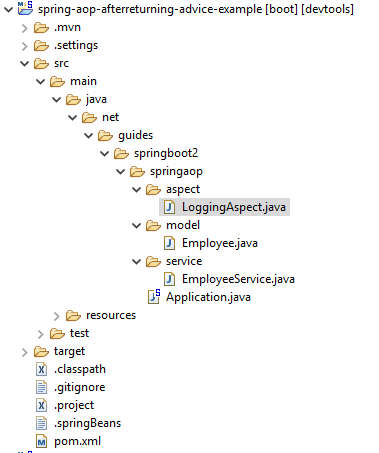 spring-aop-afterreturning-advice-example [boot] [devtools]
.mvn
.settings
src
main
java
net
guides
springboot2
springaop
aspect
LoggingAspect.java
model
Employee.java
service
EmployeeService.java
Application.java
resources
test
target
.classpath
.gitignore
.project
.springBeans
pom.xml